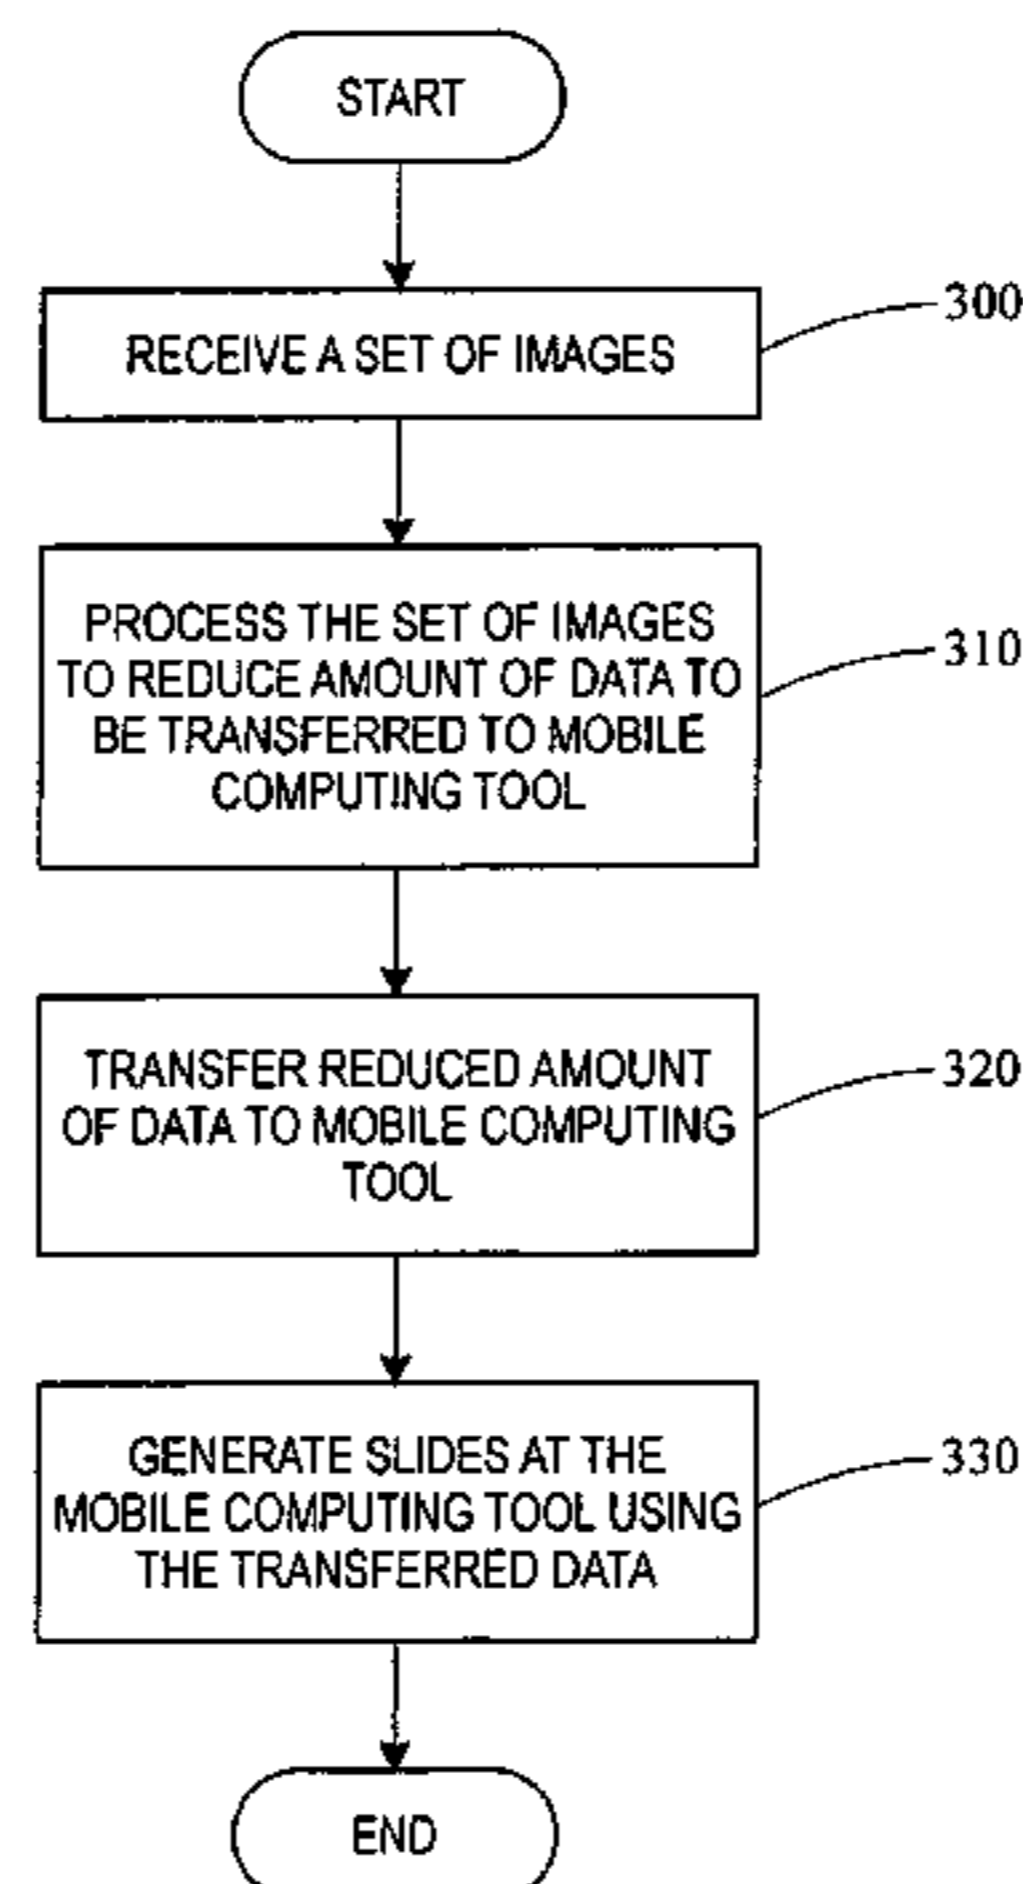 START
RECEIVE A SET OF IMAGES
300
PROCESS THE SET OF IMAGES
TO REDUCE AMOUNT OF DATA TO
BE TRANSFERRED TO MOBILE
COMPUTING TOOL
310
TRANSFER REDUCED AMOUNT
OF DATA TO MOBILE COMPUTING
TOOL
320
GENERATE SLIDES AT THE
MOBILE COMPUTING TOOL USING
THE TRANSFERRED DATA
330
END